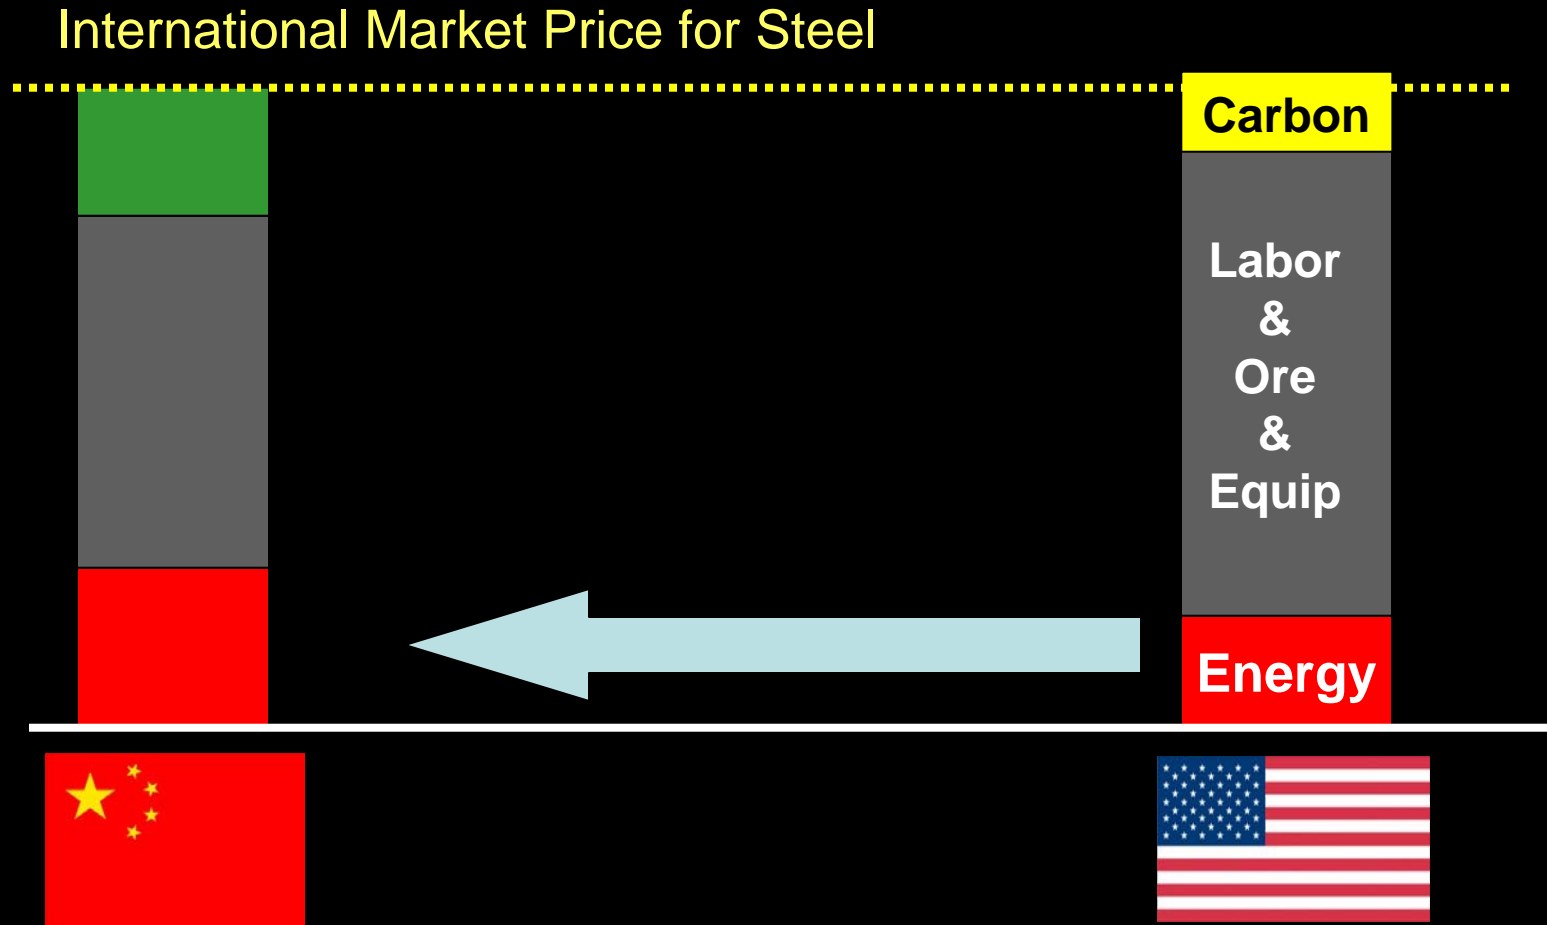 International Market Price for Steel
Carbon
Labor
&
Ore
&
Equip
Energy